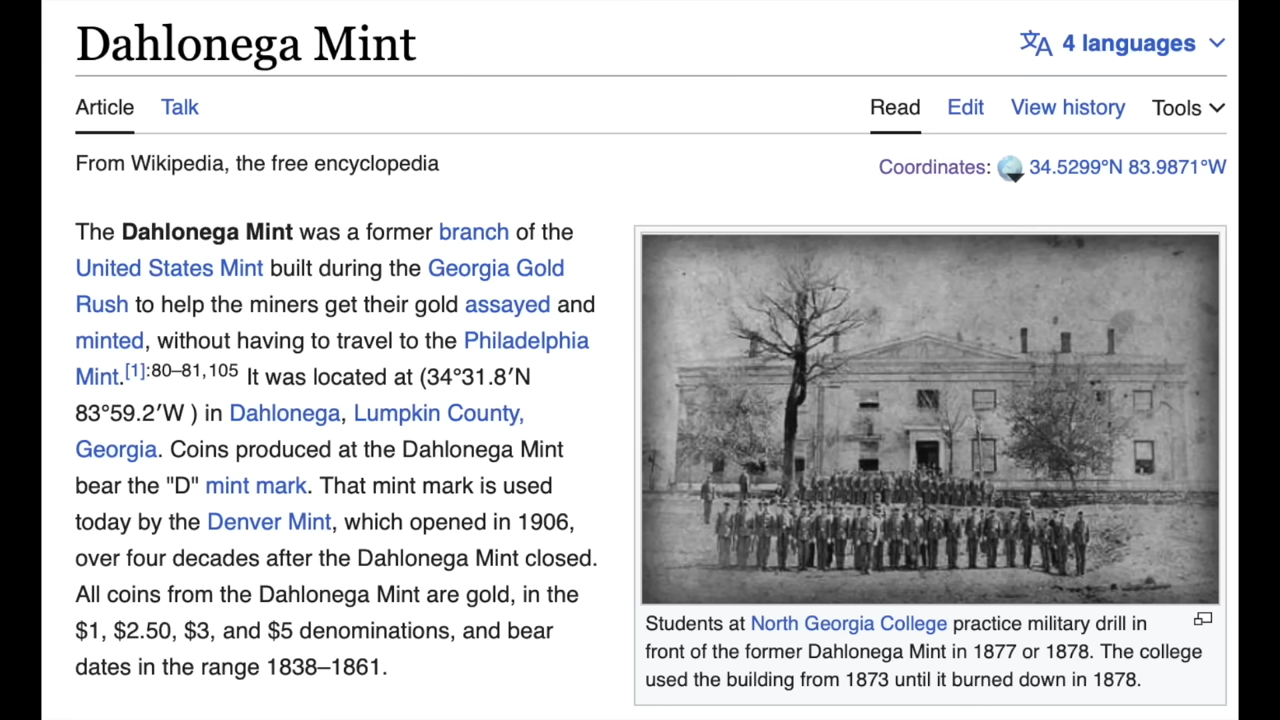 Dahlonega Mint
4 languages
Article Talk
Read Edit View history Tools
From Wikipedia, the free encyclopedia
Coordinates: 34.5299°N 83.9871°W
The Dahlonega Mint was a former branch of the
United States Mint built during the Georgia Gold
Rush to help the miners get their gold assayed and
minted, without having to travel to the Philadelphia
Mint.[1]:80–81,105 It was located at (34°31.8′N
83°59.2′W ) in Dahlonega, Lumpkin County,
Georgia. Coins produced at the Dahlonega Mint
bear the "D" mint mark. That mint mark is used
today by the Denver Mint, which opened in 1906,
over four decades after the Dahlonega Mint closed.
All coins from the Dahlonega Mint are gold, in the
$1, $2.50, $3, and $5 denominations, and bear
dates in the range 1838–1861.
Students at North Georgia College practice military drill in
front of the former Dahlonega Mint in 1877 or 1878. The college
used the building from 1873 until it burned down in 1878.